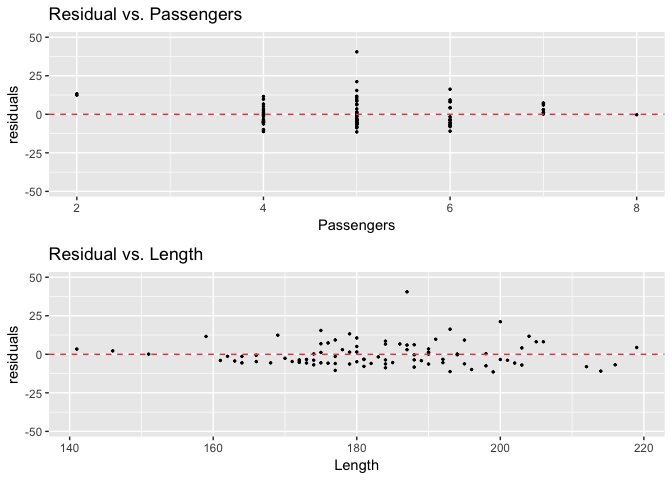 Residual vs. Passengers
50
25
0
-25
-50
residuals
2 4 6 8
Passengers
Residual vs. Length
50
25
0
-25
-50
residuals
140 160 180 200 220
Length